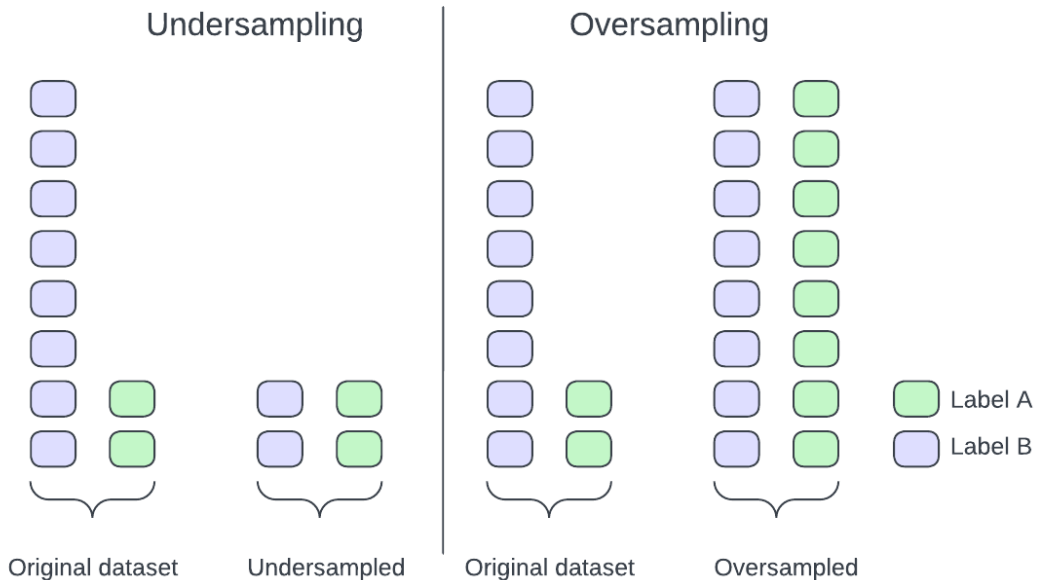 Undersampling
Oversampling
Label A
Label B
Original dataset
Undersampled
Original dataset
Oversampled